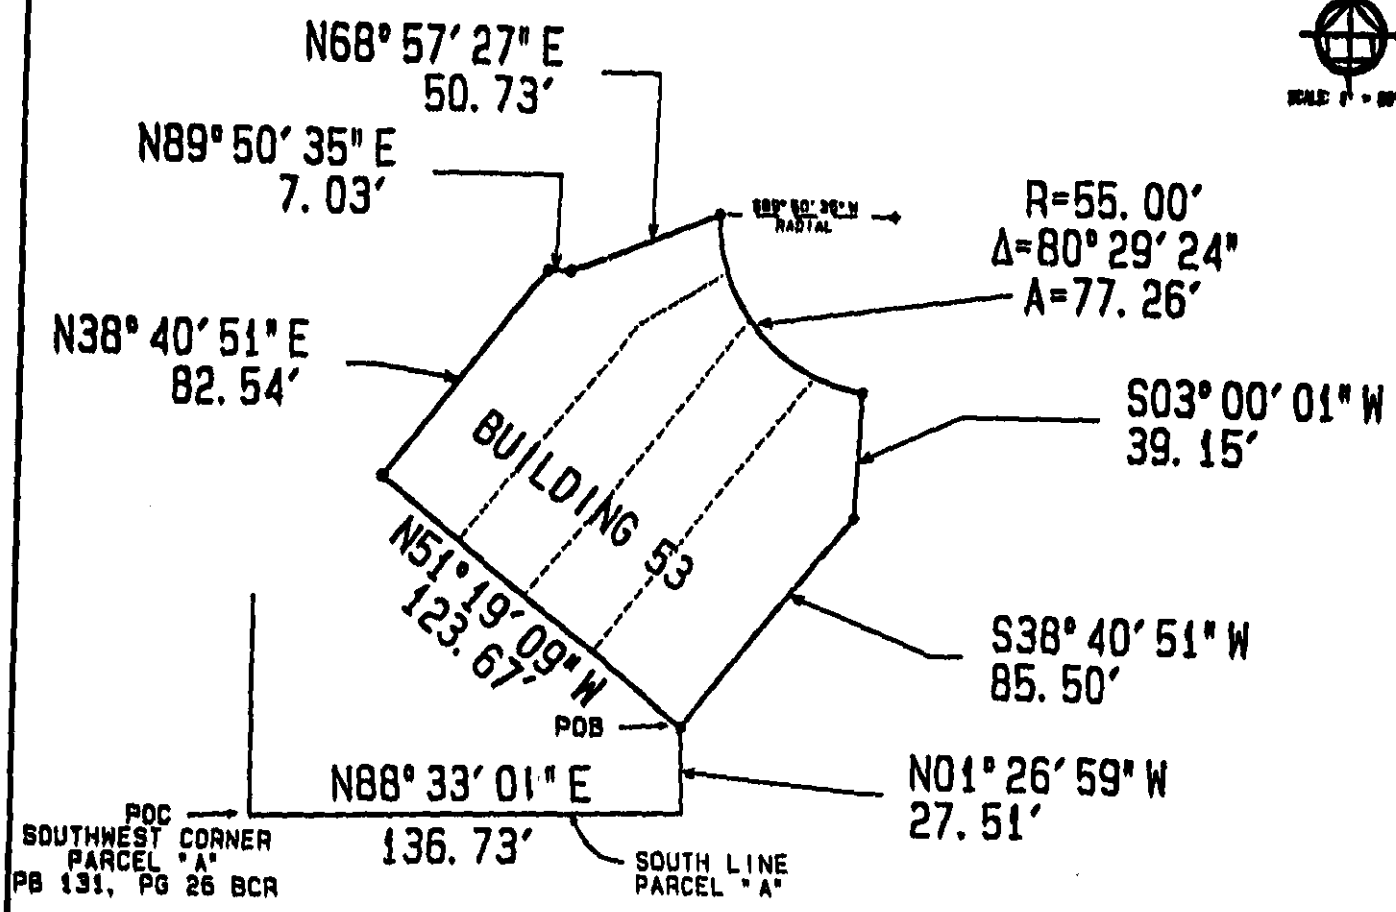 N68° 57′ 27" E
50. 73′
N89° 50′ 35" E
7. 03′
RADIAL
R=55. 00′
Δ=80° 29′ 24"
A=77. 26′
N38° 40′ 51" E
82. 54′
S03° 00′ 01" W
39. 15′
BUILDING 53
N51° 19′ 09" W
123. 67′
S38° 40′ 51" W
85. 50′
POB
N88° 33′ 01" E
136. 73′
N01° 26′ 59" W
27. 51′
POC
SOUTHWEST CORNER
PARCEL "A"
PB 131, PG 26 BCR
SOUTH LINE
PARCEL "A"